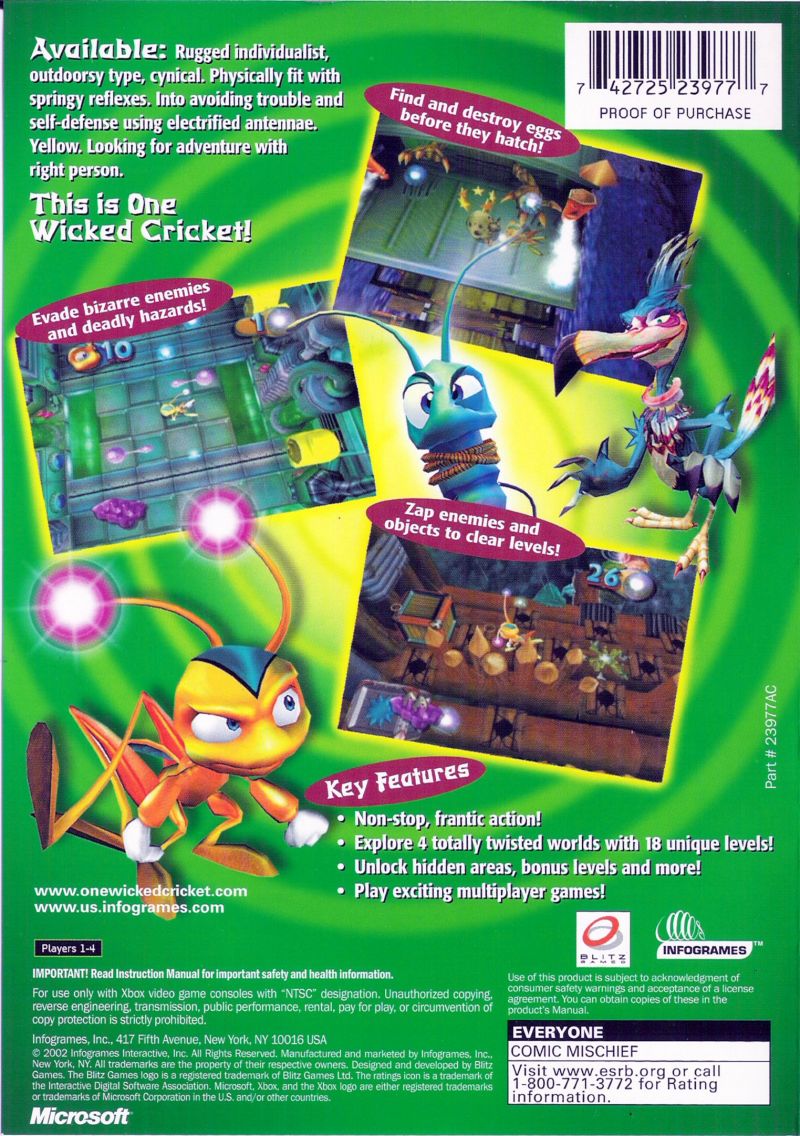 Available: Rugged individualist,
outdoorsy type, cynical. Physically fit with
springy reflexes. Into avoiding trouble and
self-defense using electrified antennae.
Yellow. Looking for adventure with
right person.
This is One
Wicked Cricket!
7 42725 23977 7
PROOF OF PURCHASE
Find and destroy eggs
before they hatch!
Evade bizarre enemies
and deadly hazards!
10
1
Zap enemies and
objects to clear levels!
26
Part # 23977AC
Key Features
• Non-stop, frantic action!
• Explore 4 totally twisted worlds with 18 unique levels!
• Unlock hidden areas, bonus levels and more!
• Play exciting multiplayer games!
www.onewickedcricket.com
www.us.infogrames.com
Players 1-4
BLITZ
GAMES
INFOGRAMES™
IMPORTANT! Read Instruction Manual for important safety and health information.
For use only with Xbox video game consoles with "NTSC" designation. Unauthorized copying,
reverse engineering, transmission, public performance, rental, pay for play, or circumvention of
copy protection is strictly prohibited.
Infogrames, Inc., 417 Fifth Avenue, New York, NY 10016 USA
© 2002 Infogrames Interactive, Inc. All Rights Reserved. Manufactured and marketed by Infogrames, Inc.,
New York, NY. All trademarks are the property of their respective owners. Designed and developed by Blitz
Games. The Blitz Games logo is a registered trademark of Blitz Games Ltd. The ratings icon is a trademark of
the Interactive Digital Software Association. Microsoft, Xbox, and the Xbox logo are either registered trademarks
or trademarks of Microsoft Corporation in the U.S. and/or other countries.
Microsoft
Use of this product is subject to acknowledgment of
consumer safety warnings and acceptance of a license
agreement. You can obtain copies of these in the
product's Manual.
EVERYONE
COMIC MISCHIEF
Visit www.esrb.org or call
1-800-771-3772 for Rating
information.